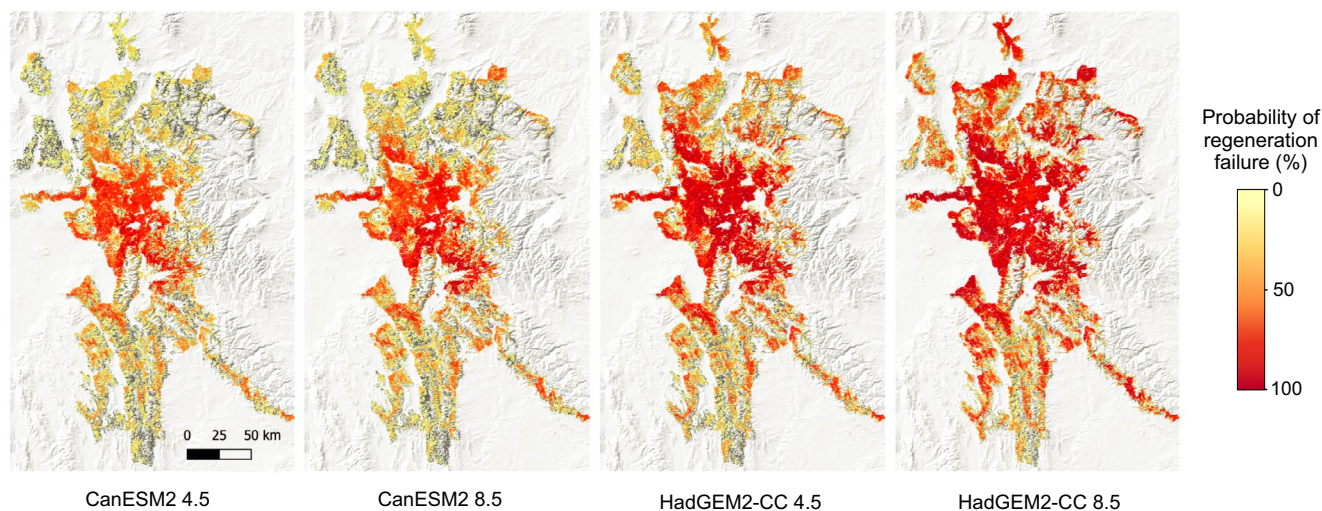 Probability of
regeneration
failure (%)
0
50
100
0 25 50 km
CanESM2 4.5
CanESM2 8.5
HadGEM2-CC 4.5
HadGEM2-CC 8.5